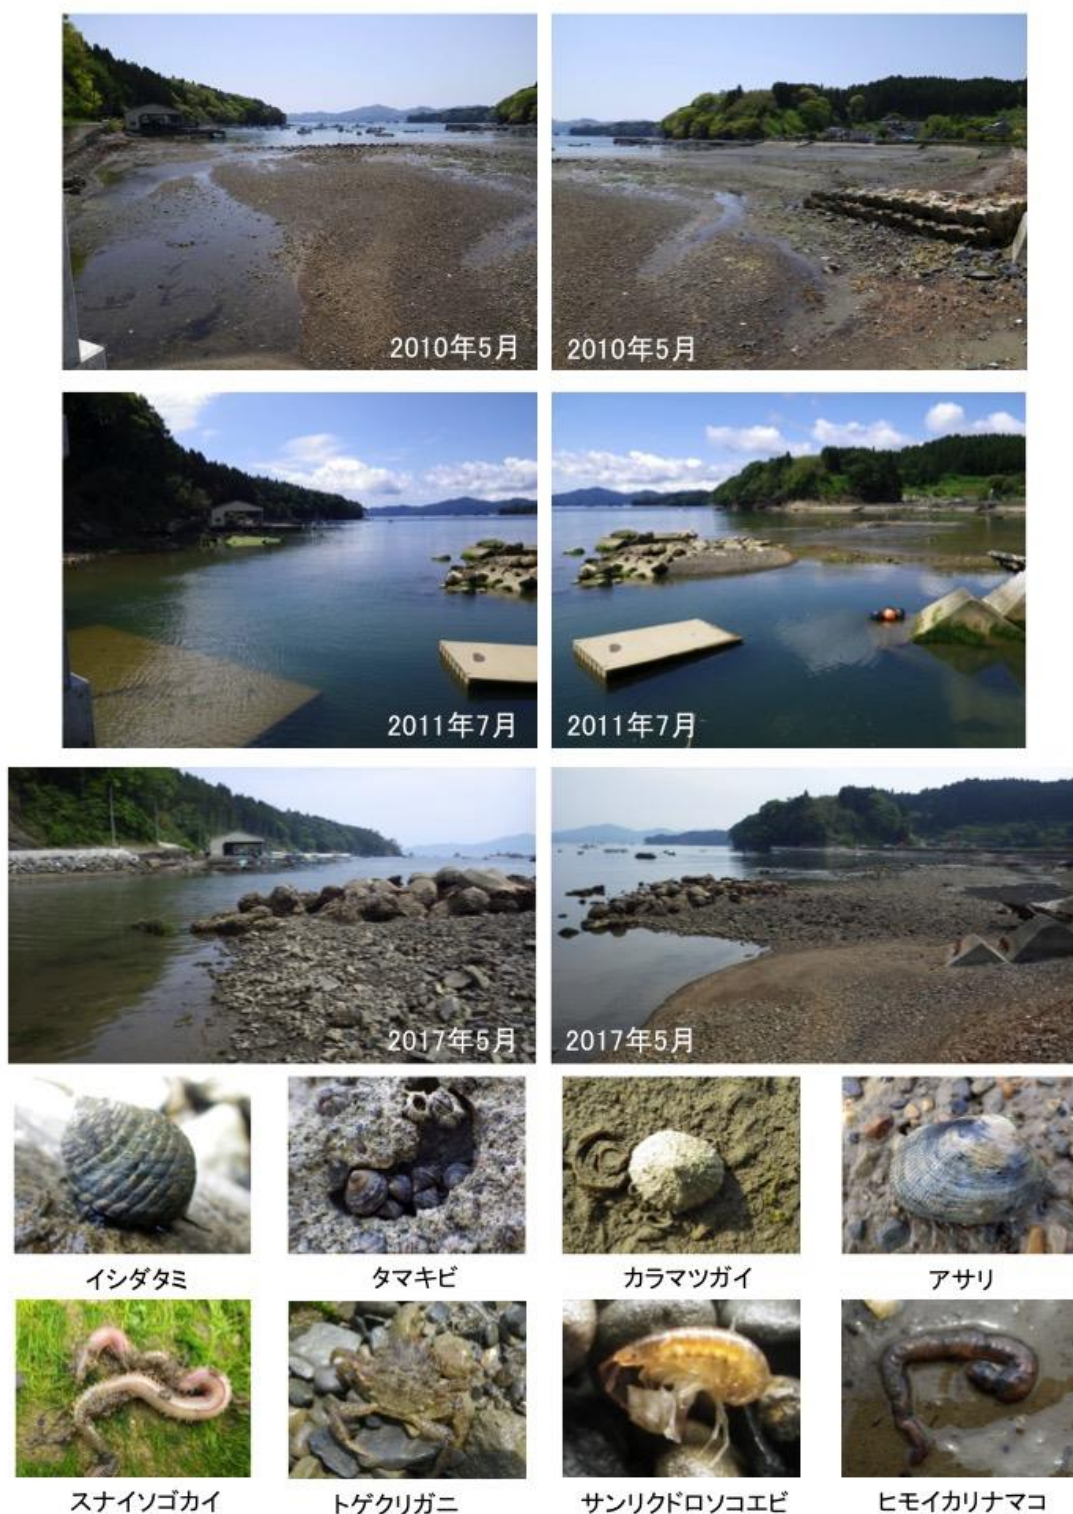 2010年5月
2010年5月
2011年7月
2011年7月
2017年5月
2017年5月
イシダタミ
タマキビ
カラマツガイ
アサリ
スナイソゴカイ
トゲクリガニ
サンリクドロソコエビ
ヒモイカリナマコ